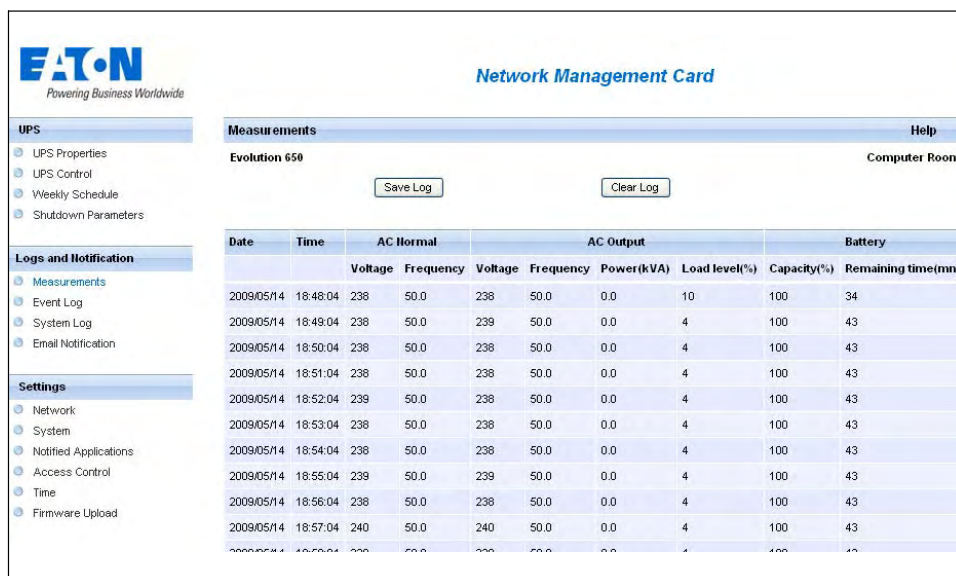 EATON
Powering Business Worldwide
Network Management Card
UPS
UPS Properties
UPS Control
Weekly Schedule
Shutdown Parameters
Logs and Notification
Measurements
Event Log
System Log
Email Notification
Settings
Network
System
Notified Applications
Access Control
Time
Firmware Upload
Measurements Help
Evolution 650 Computer Room
Save Log Clear Log
Date Time AC Normal AC Output Battery
Voltage Frequency Voltage Frequency Power(kVA) Load level(%) Capacity(%) Remaining time(mn
2009/05/14 18:48:04 238 50.0 238 50.0 0.0 10 100 34
2009/05/14 18:49:04 238 50.0 239 50.0 0.0 4 100 43
2009/05/14 18:50:04 238 50.0 238 50.0 0.0 4 100 43
2009/05/14 18:51:04 238 50.0 238 50.0 0.0 4 100 43
2009/05/14 18:52:04 239 50.0 238 50.0 0.0 4 100 43
2009/05/14 18:53:04 238 50.0 238 50.0 0.0 4 100 43
2009/05/14 18:54:04 238 50.0 238 50.0 0.0 4 100 43
2009/05/14 18:55:04 239 50.0 239 50.0 0.0 4 100 43
2009/05/14 18:56:04 238 50.0 238 50.0 0.0 4 100 43
2009/05/14 18:57:04 240 50.0 240 50.0 0.0 4 100 43